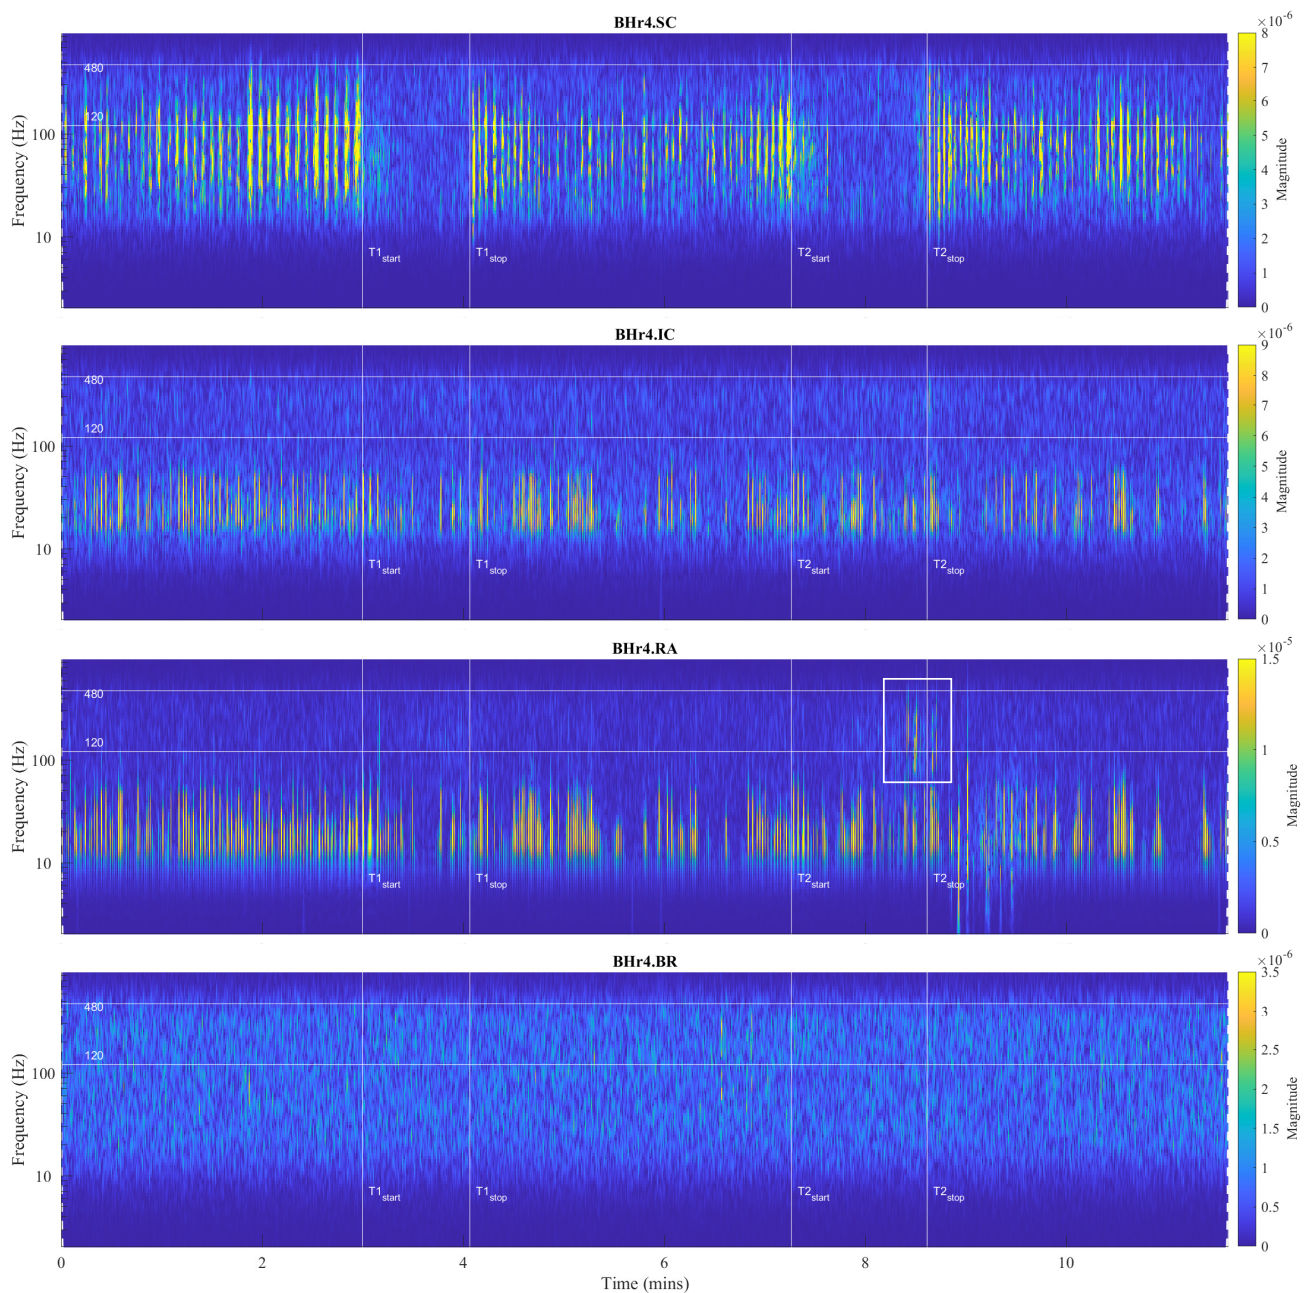 BHr4.SC
×10⁻⁶
Frequency (Hz)
100
10
480
120
T1start
T1stop
T2start
T2stop
2
4
6
8
10
8
7
6
5
4
3
2
1
0
Magnitude
BHr4.IC
×10⁻⁶
Frequency (Hz)
100
10
480
120
T1start
T1stop
T2start
T2stop
9
8
7
6
5
4
3
2
1
0
Magnitude
BHr4.RA
×10⁻⁵
Frequency (Hz)
100
10
480
120
T1start
T1stop
T2start
T2stop
1.5
1
0.5
0
Magnitude
BHr4.BR
×10⁻⁶
Frequency (Hz)
100
10
480
120
T1start
T1stop
T2start
T2stop
3.5
3
2.5
2
1.5
1
0.5
0
Magnitude
0
2
4
6
8
10
Time (mins)